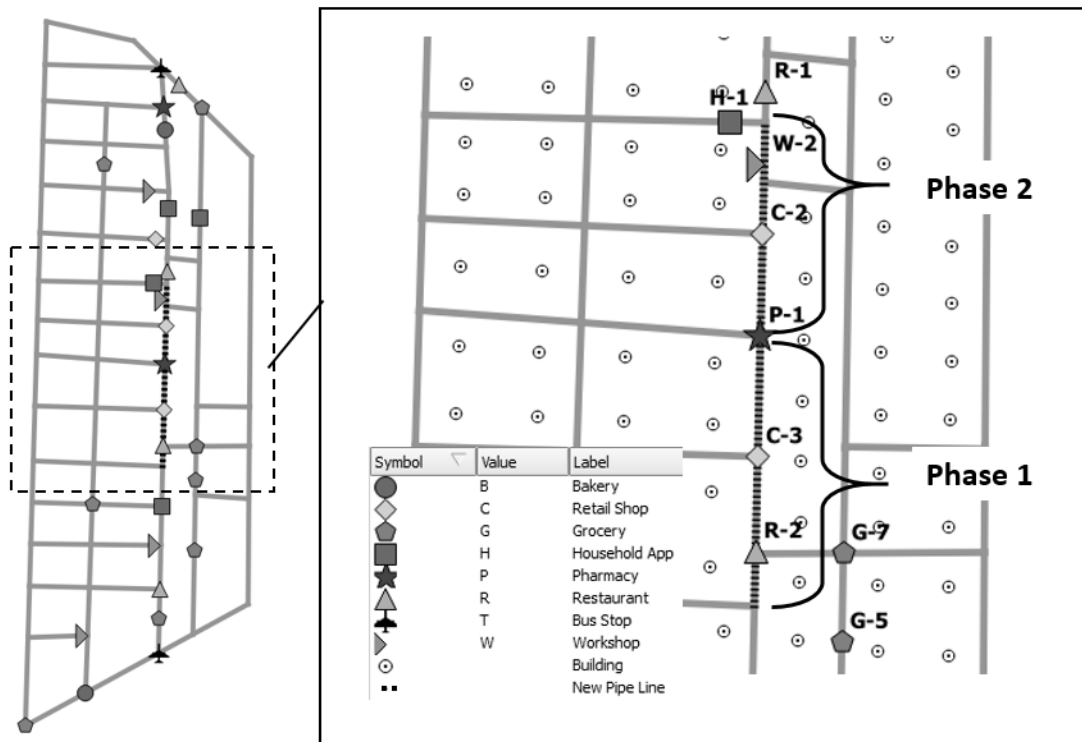 R-1
H-1
W-2
Phase 2
C-2
P-1
C-3
Phase 1
R-2
G-7
G-5
Symbol Value Label
B Bakery
C Retail Shop
G Grocery
H Household App
P Pharmacy
R Restaurant
T Bus Stop
W Workshop
Building
New Pipe Line